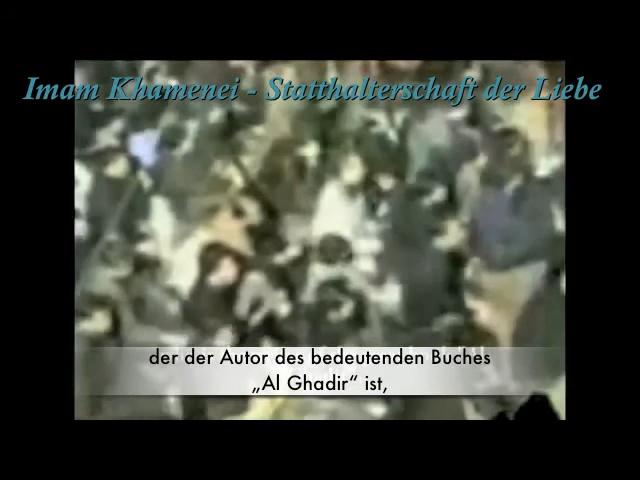 Imam Khamenei - Statthalterschaft der Liebe
der der Autor des bedeutenden Buches
„Al Ghadir“ ist,